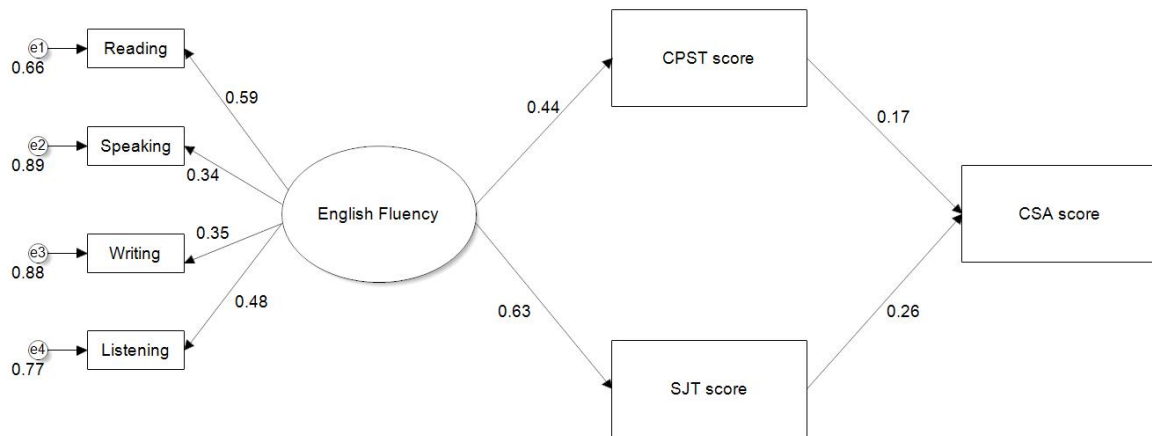 e1
0.66
Reading
0.59
e2
0.89
Speaking
0.34
e3
0.88
Writing
0.35
e4
0.77
Listening
0.48
English Fluency
0.44
0.63
CPST score
SJT score
0.17
0.26
CSA score